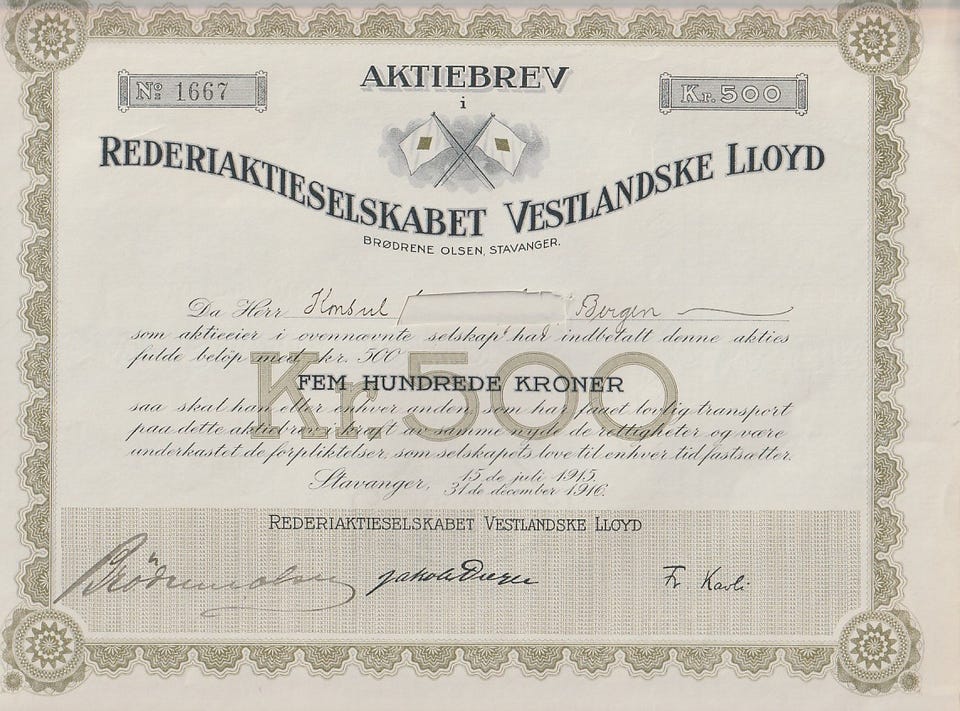 AKTIEBREV
No 1667
i
Kr. 500
REDERIAKTIESELSKABET VESTLANDSKE LLOYD
BRØDRENE OLSEN, STAVANGER.
Da Herr Konsul Bergen
som aktieeier i ovennævnte selskap har indbetalt denne akties
fulde beløp med kr. 500
Kr. 500
FEM HUNDREDE KRONER
saa skal han eller enhver anden, som har faaet lovlig transport
paa dette aktiebrev i kraft av samme nyde de rettigheter og være
underkastet de forpliktelser, som selskapets love til enhver tid fastsætter.
Stavanger, 15 de juli 1915.
31 de december 1916.
REDERIAKTIESELSKABET VESTLANDSKE LLOYD
Brödrene Olsen
Fr. Kavli